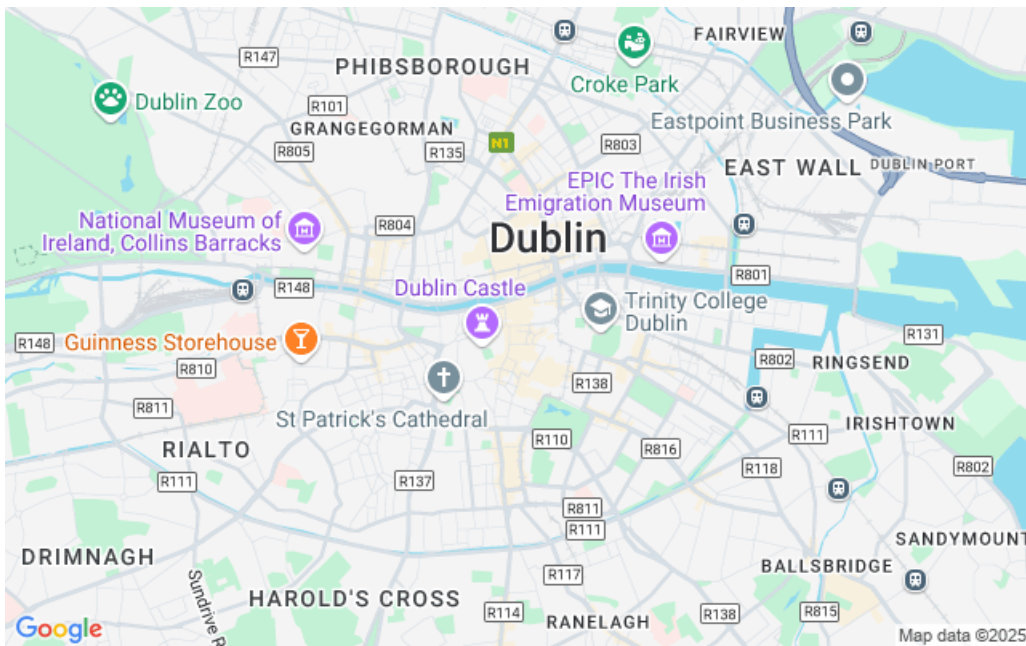 FAIRVIEW
R147
PHIBSBOROUGH
Croke Park
Dublin Zoo
R101
Eastpoint Business Park
GRANGEGORMAN
N1
R803
R805
R135
EAST WALL
DUBLIN PORT
EPIC The Irish
Emigration Museum
National Museum of
Ireland, Collins Barracks
R804
Dublin
R801
R148
Dublin Castle
Trinity College
Dublin
R148
Guinness Storehouse
R131
R802
RINGSEND
R810
R138
R811
St Patrick's Cathedral
IRISHTOWN
R110
R111
RIALTO
R816
R118
R802
R111
R137
R811
R111
SANDYMOUNT
DRIMNAGH
BALLSBRIDGE
R117
Sundrive R
HAROLD'S CROSS
R114
RANELAGH
R138
R815
Google
Map data ©2025